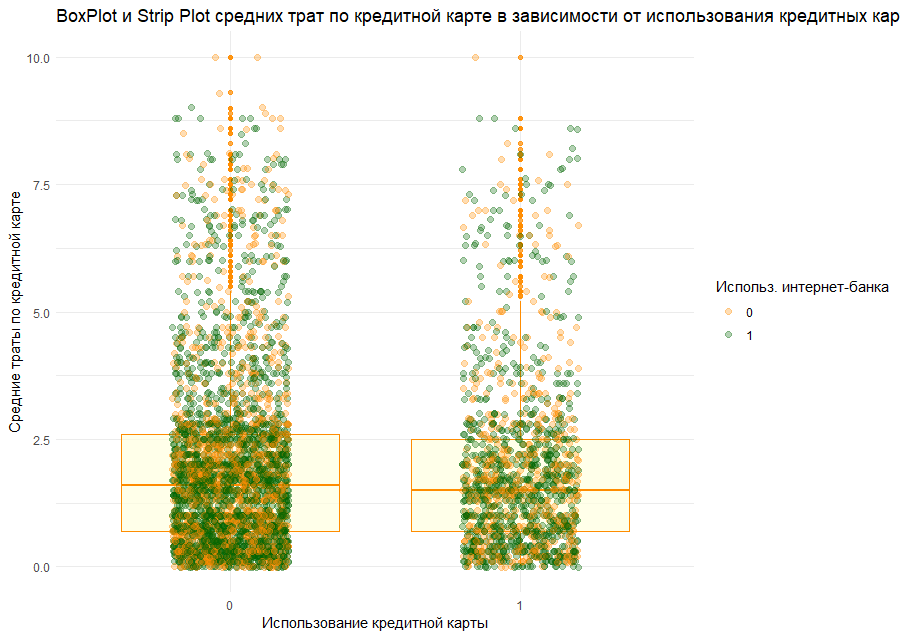 BoxPlot и Strip Plot средних трат по кредитной карте в зависимости от использования кредитных кар
10.0
7.5
5.0
2.5
0.0
Средние траты по кредитной карте
0
1
Использование кредитной карты
Использ. интернет-банка
0
1